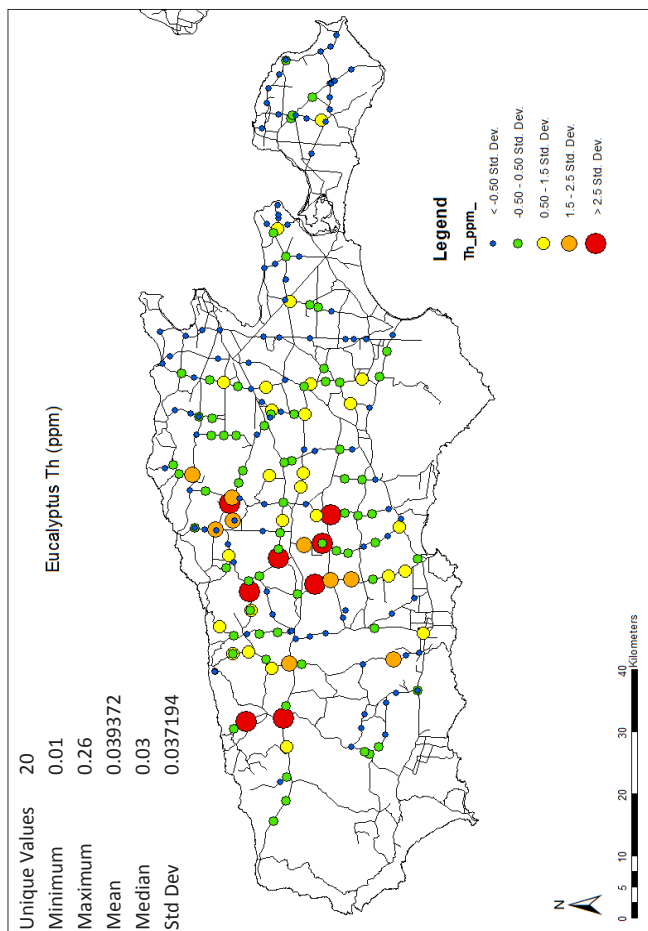 Unique Values 20
Minimum 0.01
Maximum 0.26
Mean 0.039372
Median 0.03
Std Dev 0.037194
Eucalyptus Th (ppm)
Legend
Th_ppm_
< -0.50 Std. Dev.
-0.50 - 0.50 Std. Dev.
0.50 - 1.5 Std. Dev.
1.5 - 2.5 Std. Dev.
> 2.5 Std. Dev.
N
0 5 10 20 30 40
Kilometers